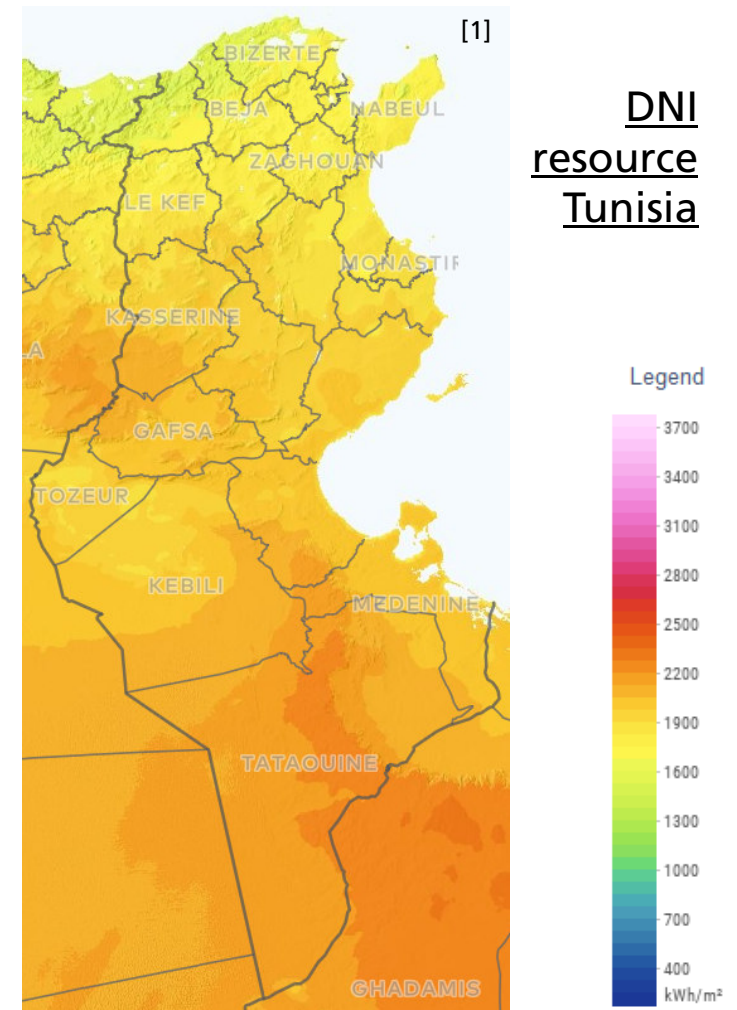 [1]
BIZERTE
BEJA
NABEUL
ZAGHOUAN
LE KEF
MONASTIR
KASSERINE
LA
GAFSA
TOZEUR
KEBILI
MEDENINE
TATAOUINE
GHADAMIS
DNI
resource
Tunisia
Legend
3700
3400
3100
2800
2500
2200
1900
1600
1300
1000
700
400
kWh/m²